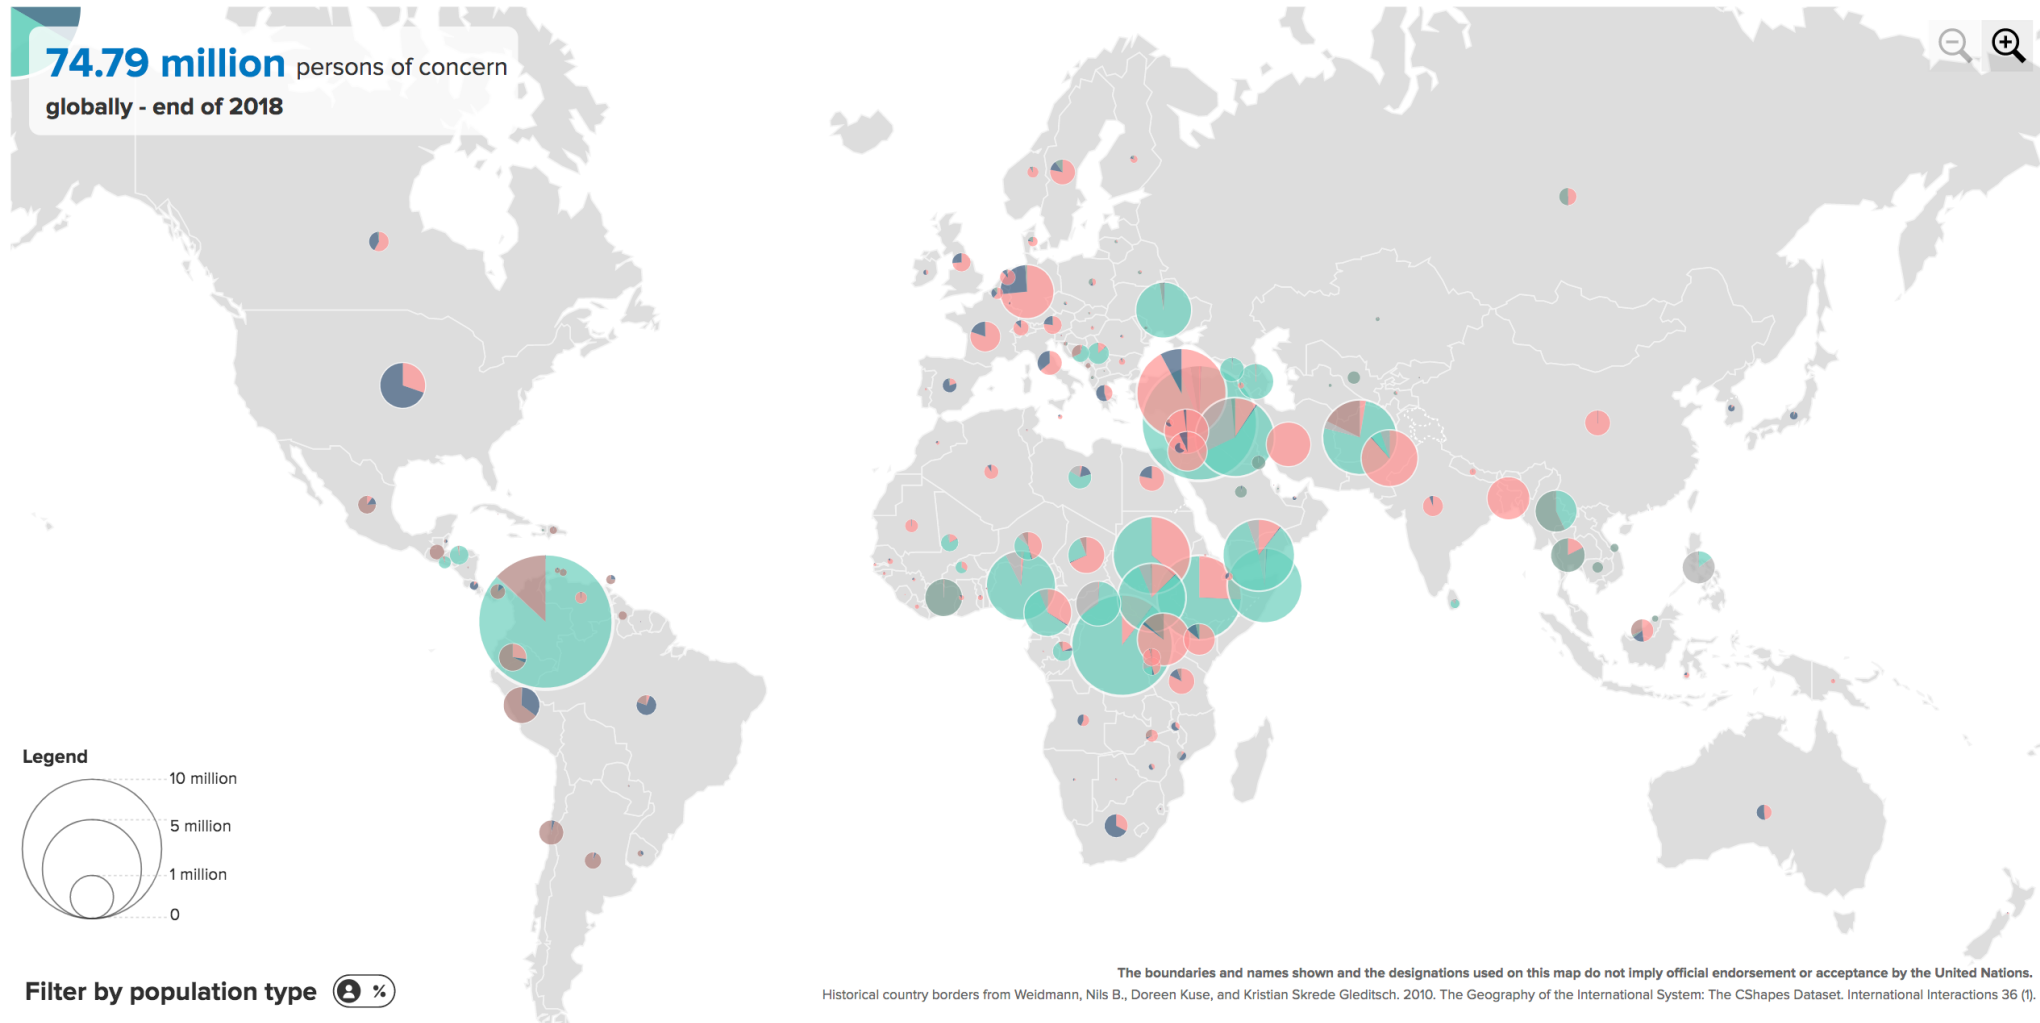 74.79 million persons of concern
globally - end of 2018
Legend
10 million
5 million
1 million
0
Filter by population type %
The boundaries and names shown and the designations used on this map do not imply official endorsement or acceptance by the United Nations.
Historical country borders from Weidmann, Nils B., Doreen Kuse, and Kristian Skrede Gleditsch. 2010. The Geography of the International System: The CShapes Dataset. International Interactions 36 (1).